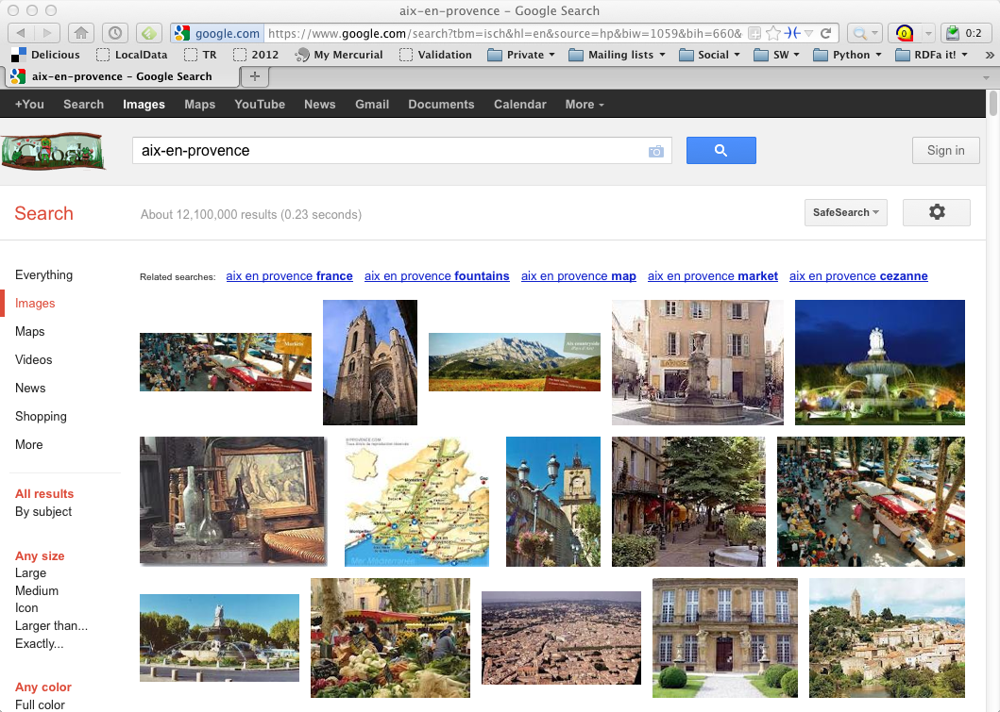 aix-en-provence – Google Search
google.com https://www.google.com/search?tbm=isch&hl=en&source=hp&biw=1059&bih=660&
0:2
Delicious LocalData TR 2012 My Mercurial Validation Private Mailing lists Social SW Python RDFa it! »
aix-en-provence – Google Search
+You Search Images Maps YouTube News Gmail Documents Calendar More
Google aix-en-provence Sign in
Search About 12,100,000 results (0.23 seconds) SafeSearch
Related searches: aix en provence france aix en provence fountains aix en provence map aix en provence market aix en provence cezanne
Everything
Images
Maps
Videos
News
Shopping
More
All results
By subject
Any size
Large
Medium
Icon
Larger than...
Exactly...
Any color
Full color
Markets
Mer Méditerranée